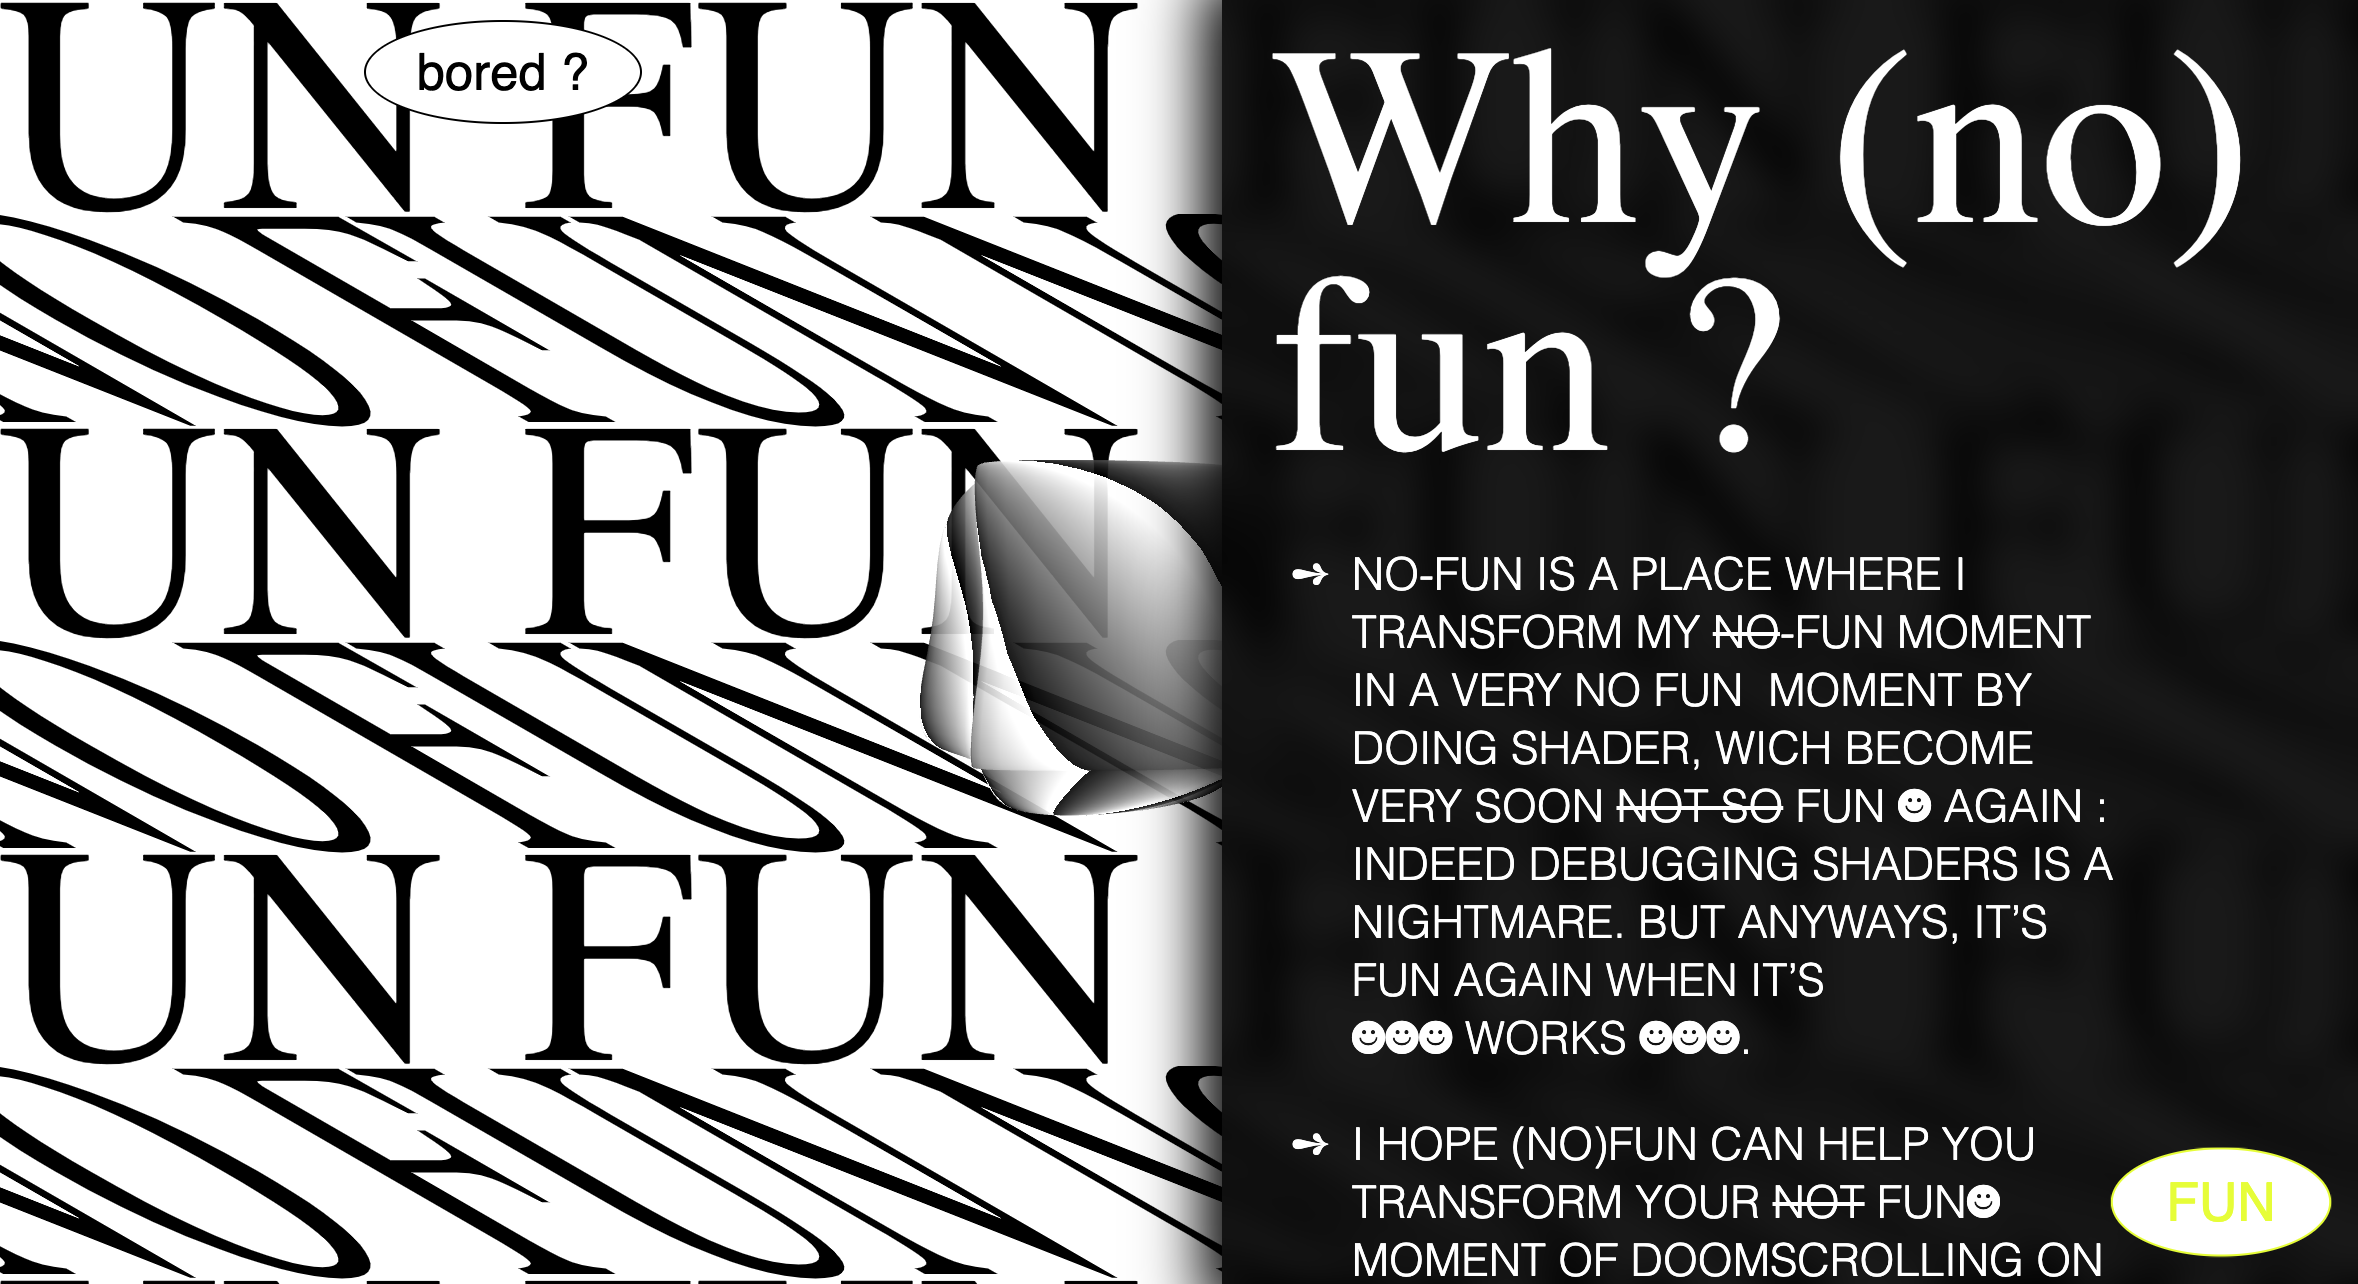 UN FUN
bored ?
FUN
UN FUN
FUN
UN FUN
FUN
Why (no)
fun ?
➺ NO-FUN IS A PLACE WHERE I
TRANSFORM MY NO-FUN MOMENT
IN A VERY NO FUN MOMENT BY
DOING SHADER, WICH BECOME
VERY SOON NOT SO FUN ☻ AGAIN :
INDEED DEBUGGING SHADERS IS A
NIGHTMARE. BUT ANYWAYS, IT’S
FUN AGAIN WHEN IT’S
☻☻☻ WORKS ☻☻☻.
➺ I HOPE (NO)FUN CAN HELP YOU
TRANSFORM YOUR NOT FUN☻
MOMENT OF DOOMSCROLLING ON
FUN